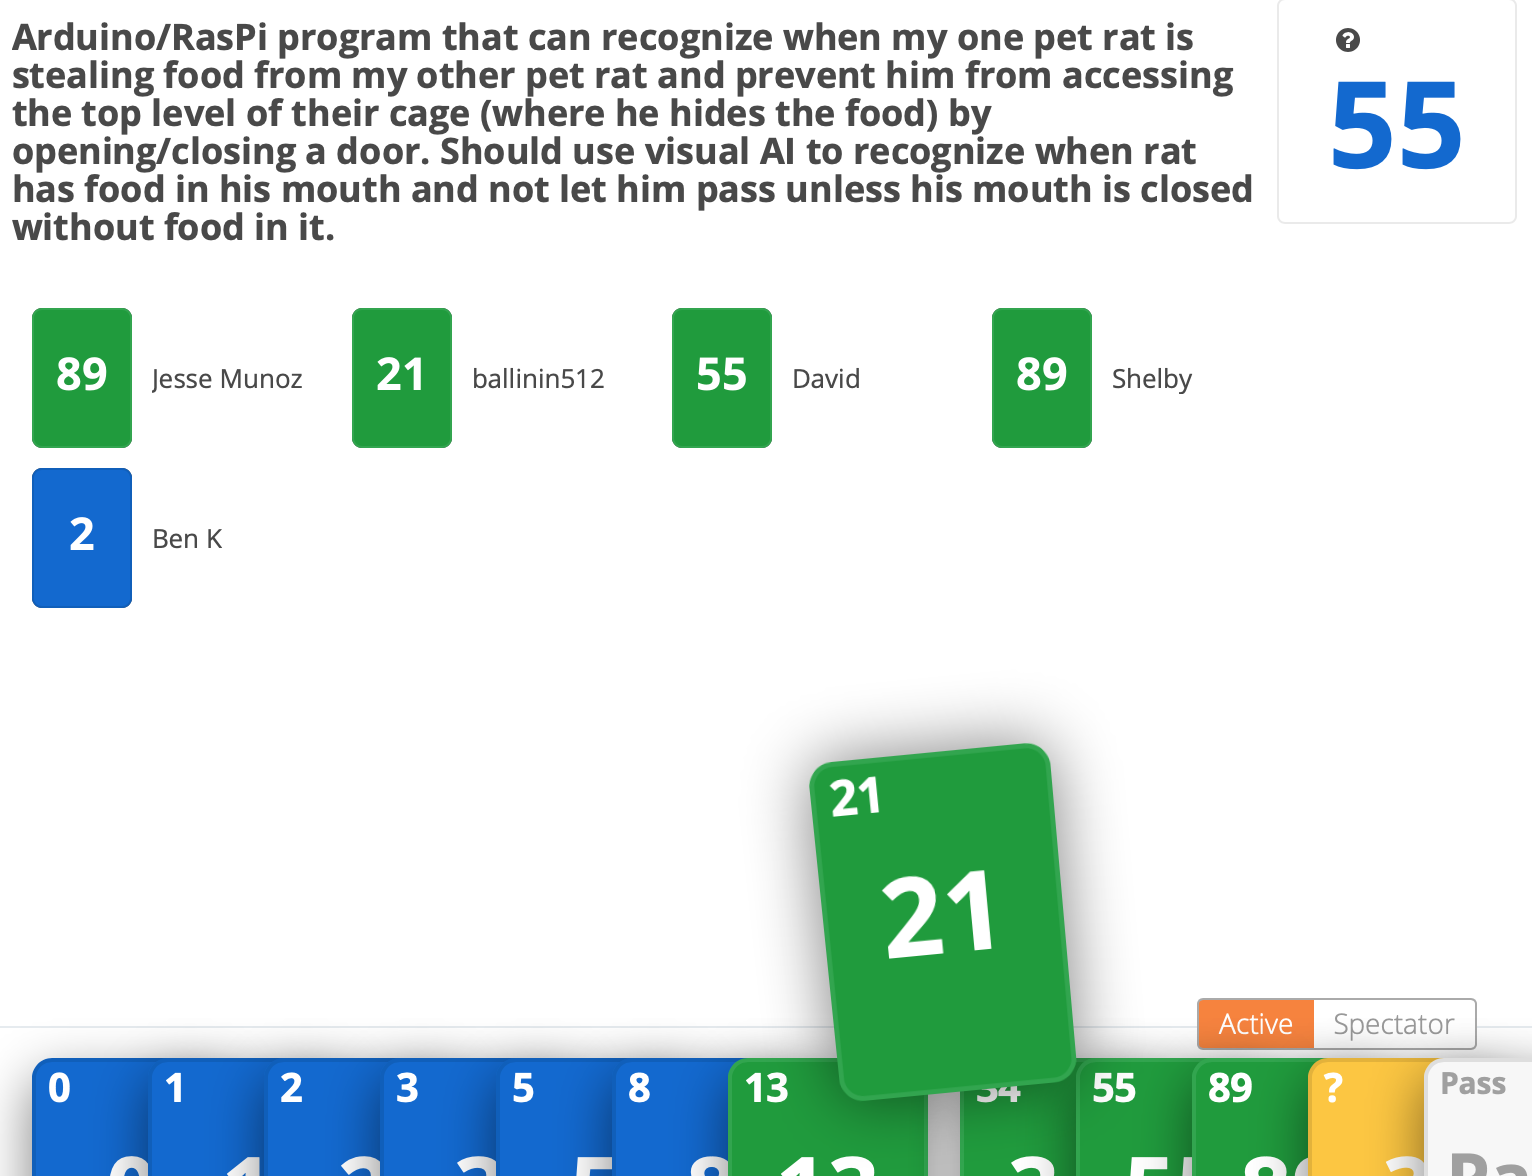 Arduino/RasPi program that can recognize when my one pet rat is
stealing food from my other pet rat and prevent him from accessing
the top level of their cage (where he hides the food) by
opening/closing a door. Should use visual AI to recognize when rat
has food in his mouth and not let him pass unless his mouth is closed
without food in it.
?
55
89 Jesse Munoz
21 ballinin512
55 David
89 Shelby
2 Ben K
21
21
Active Spectator
0 1 2 3 5 8 13 34 55 89 ? Pass